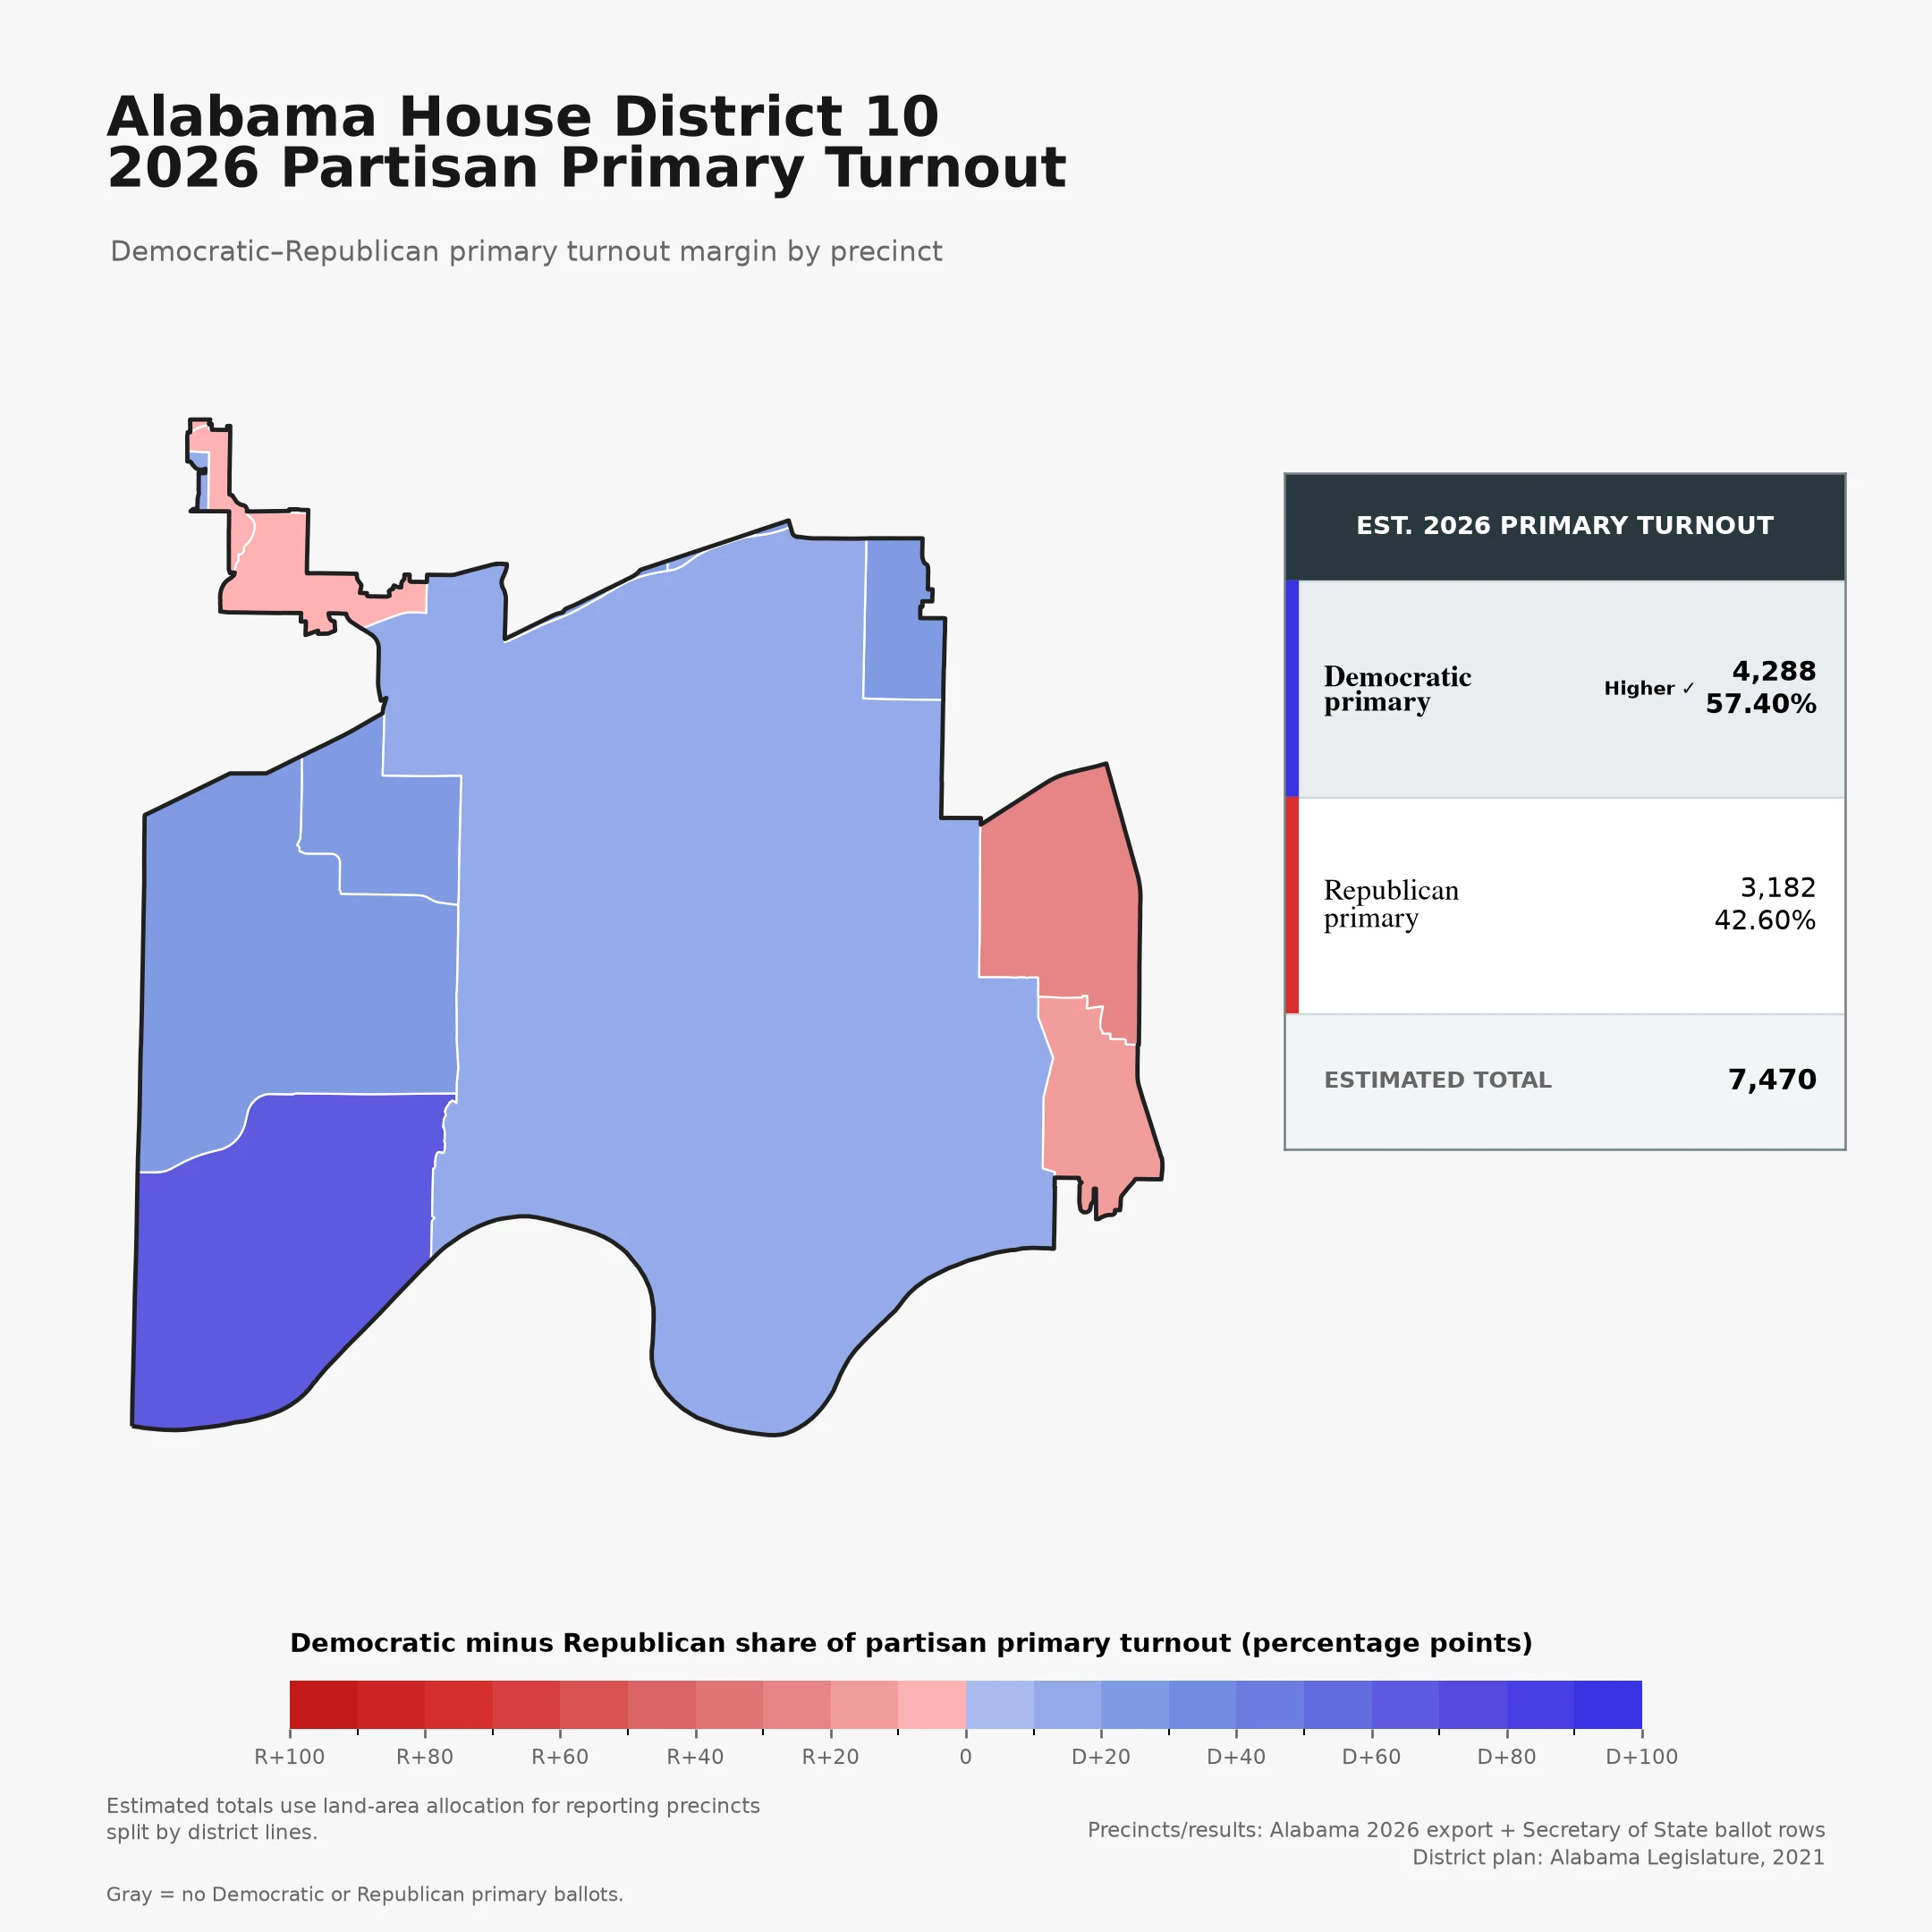 Alabama House District 10
2026 Partisan Primary Turnout
Democratic–Republican primary turnout margin by precinct
EST. 2026 PRIMARY TURNOUT
Democratic
primary
Higher ✓
4,288
57.40%
Republican
primary
3,182
42.60%
ESTIMATED TOTAL
7,470
Democratic minus Republican share of partisan primary turnout (percentage points)
R+100 R+80 R+60 R+40 R+20 0 D+20 D+40 D+60 D+80 D+100
Estimated totals use land-area allocation for reporting precincts
split by district lines.
Gray = no Democratic or Republican primary ballots.
Precincts/results: Alabama 2026 export + Secretary of State ballot rows
District plan: Alabama Legislature, 2021